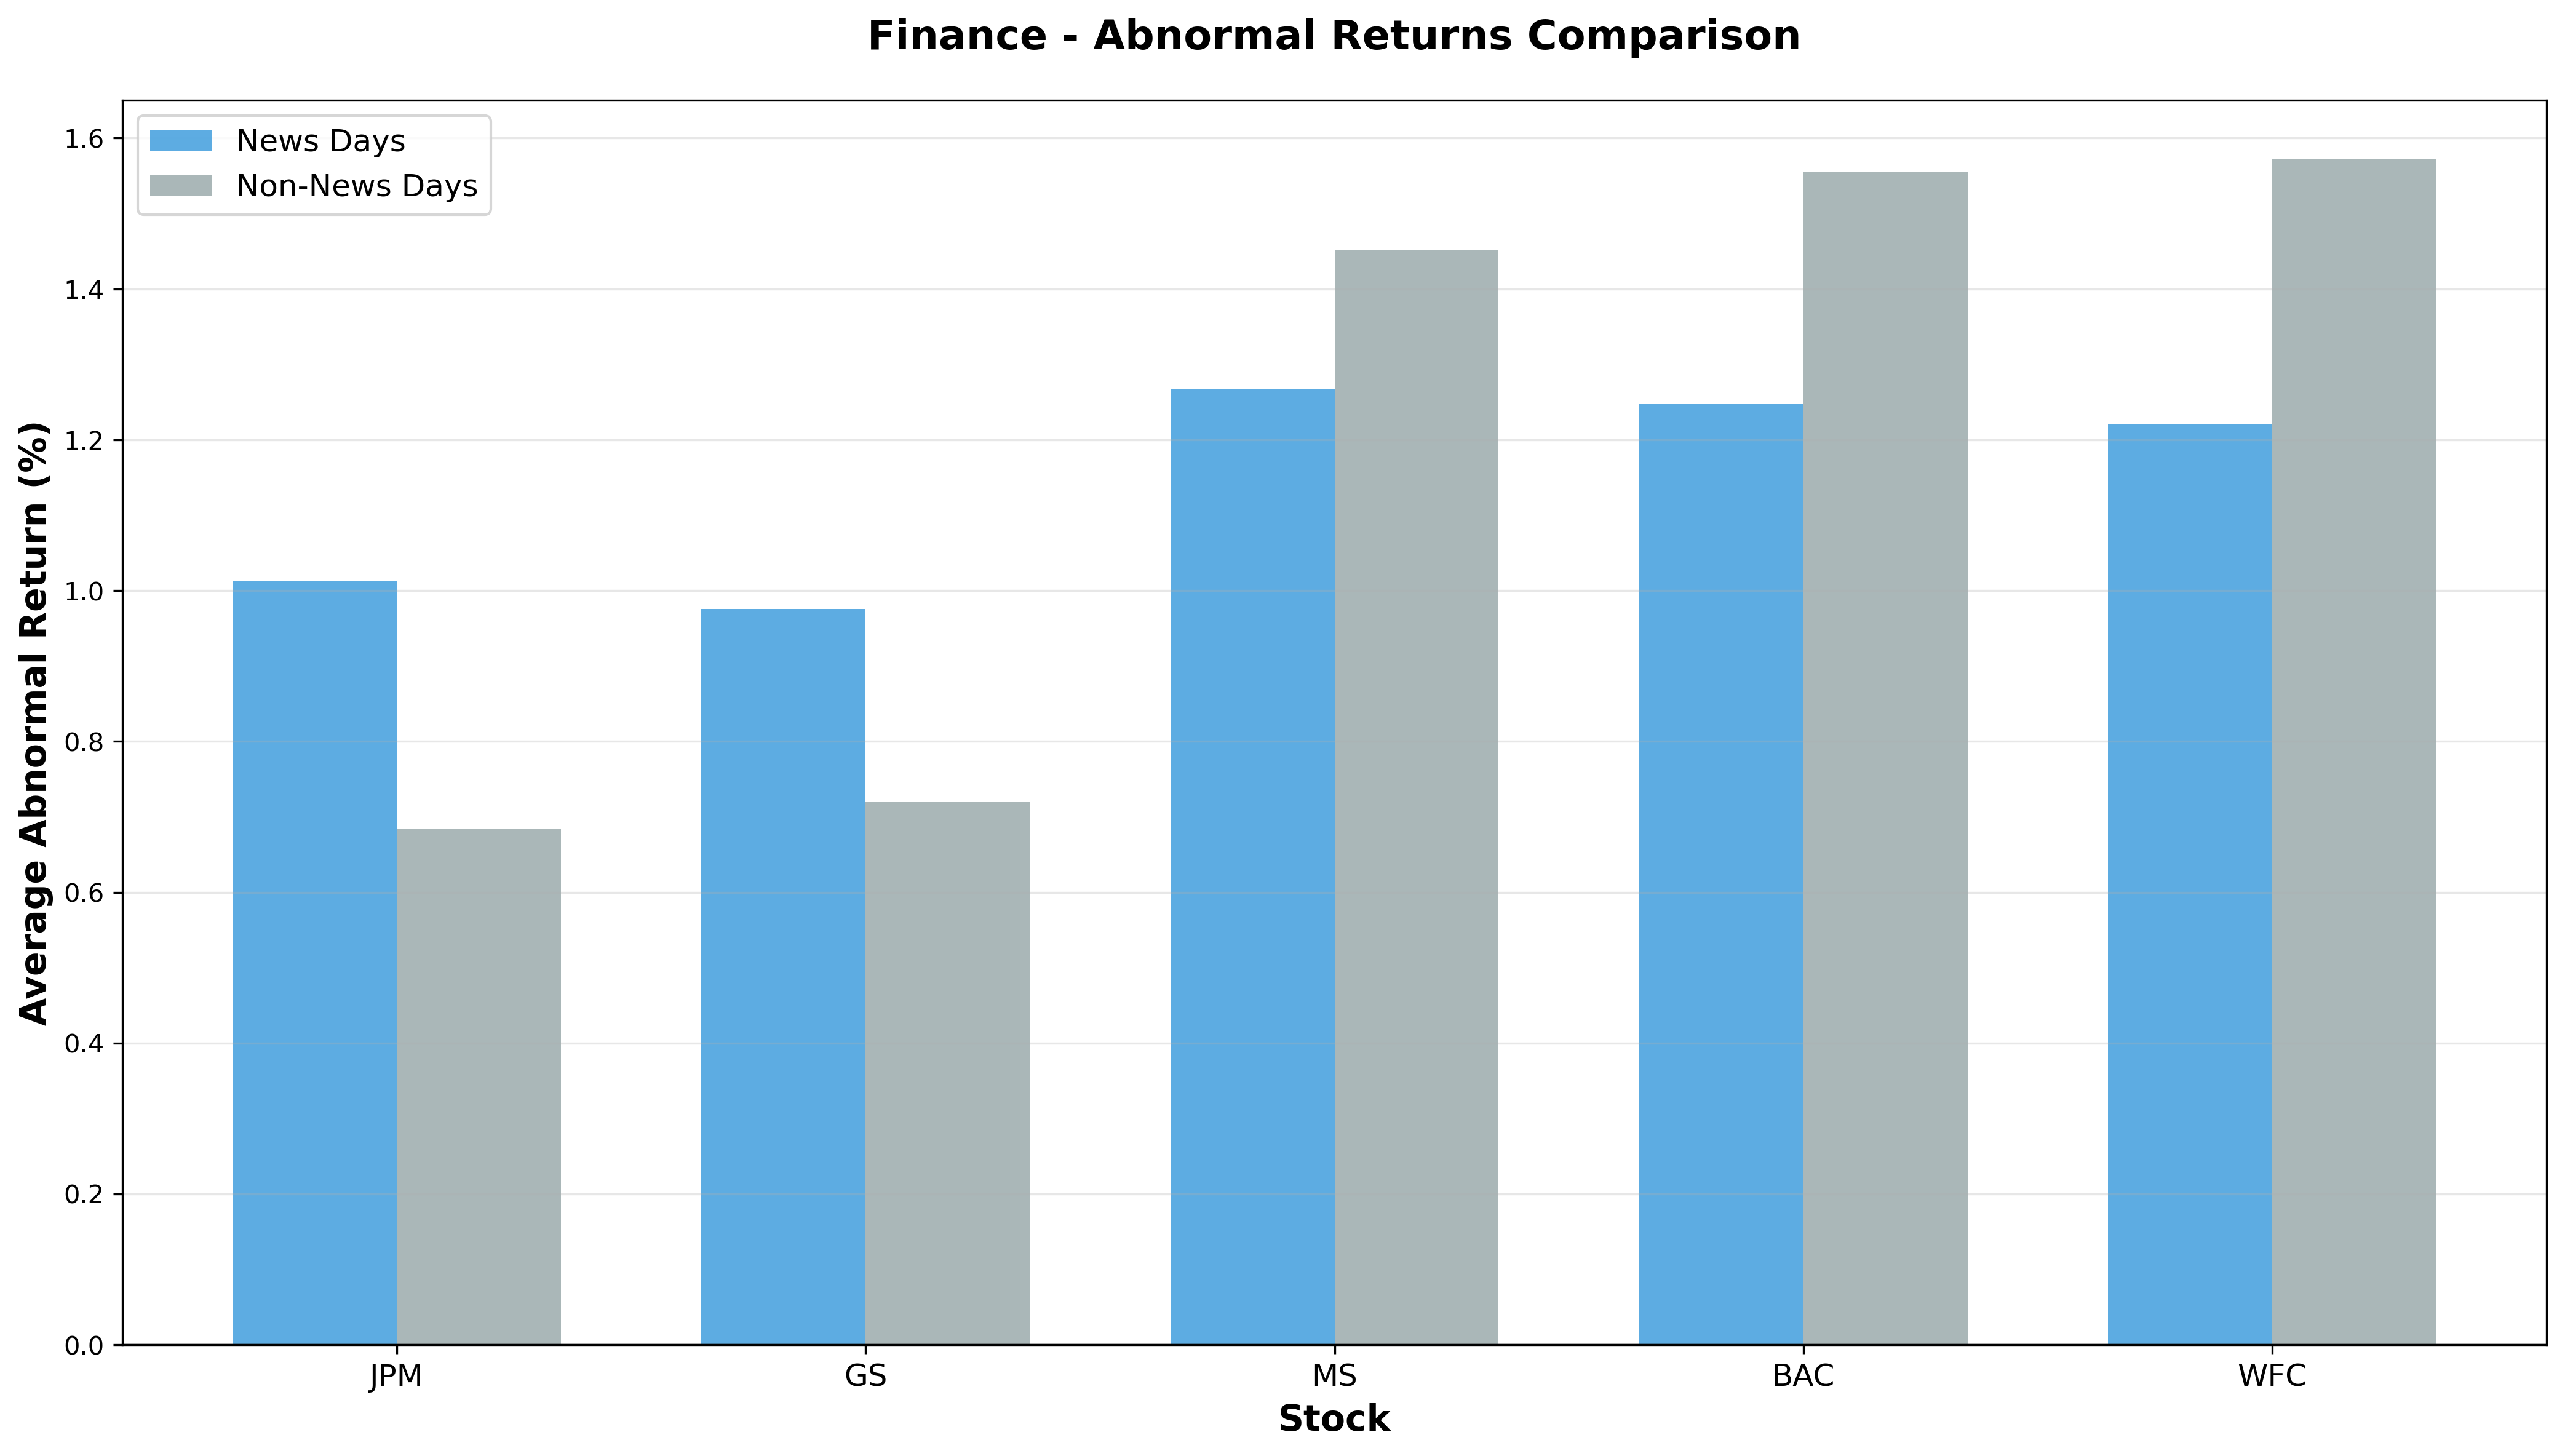 Finance - Abnormal Returns Comparison
News Days
Non-News Days
Average Abnormal Return (%)
1.6
1.4
1.2
1.0
0.8
0.6
0.4
0.2
0.0
JPM GS MS BAC WFC
Stock